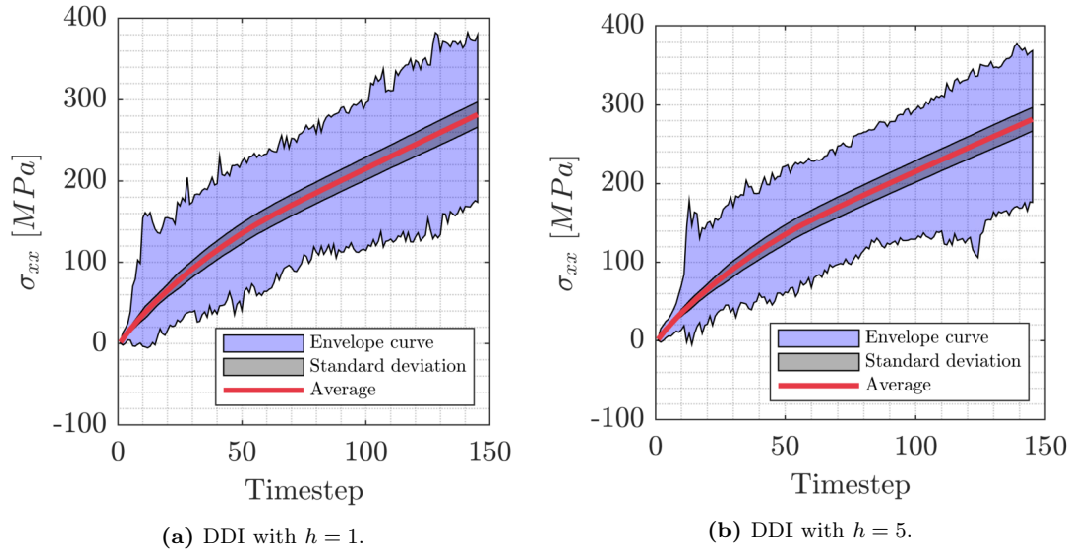 400
300
200
100
0
-100
σxx [MPa]
Envelope curve
Standard deviation
Average
0 50 100 150
Timestep
(a) DDI with h = 1.
400
300
200
100
0
-100
σxx [MPa]
Envelope curve
Standard deviation
Average
0 50 100 150
Timestep
(b) DDI with h = 5.